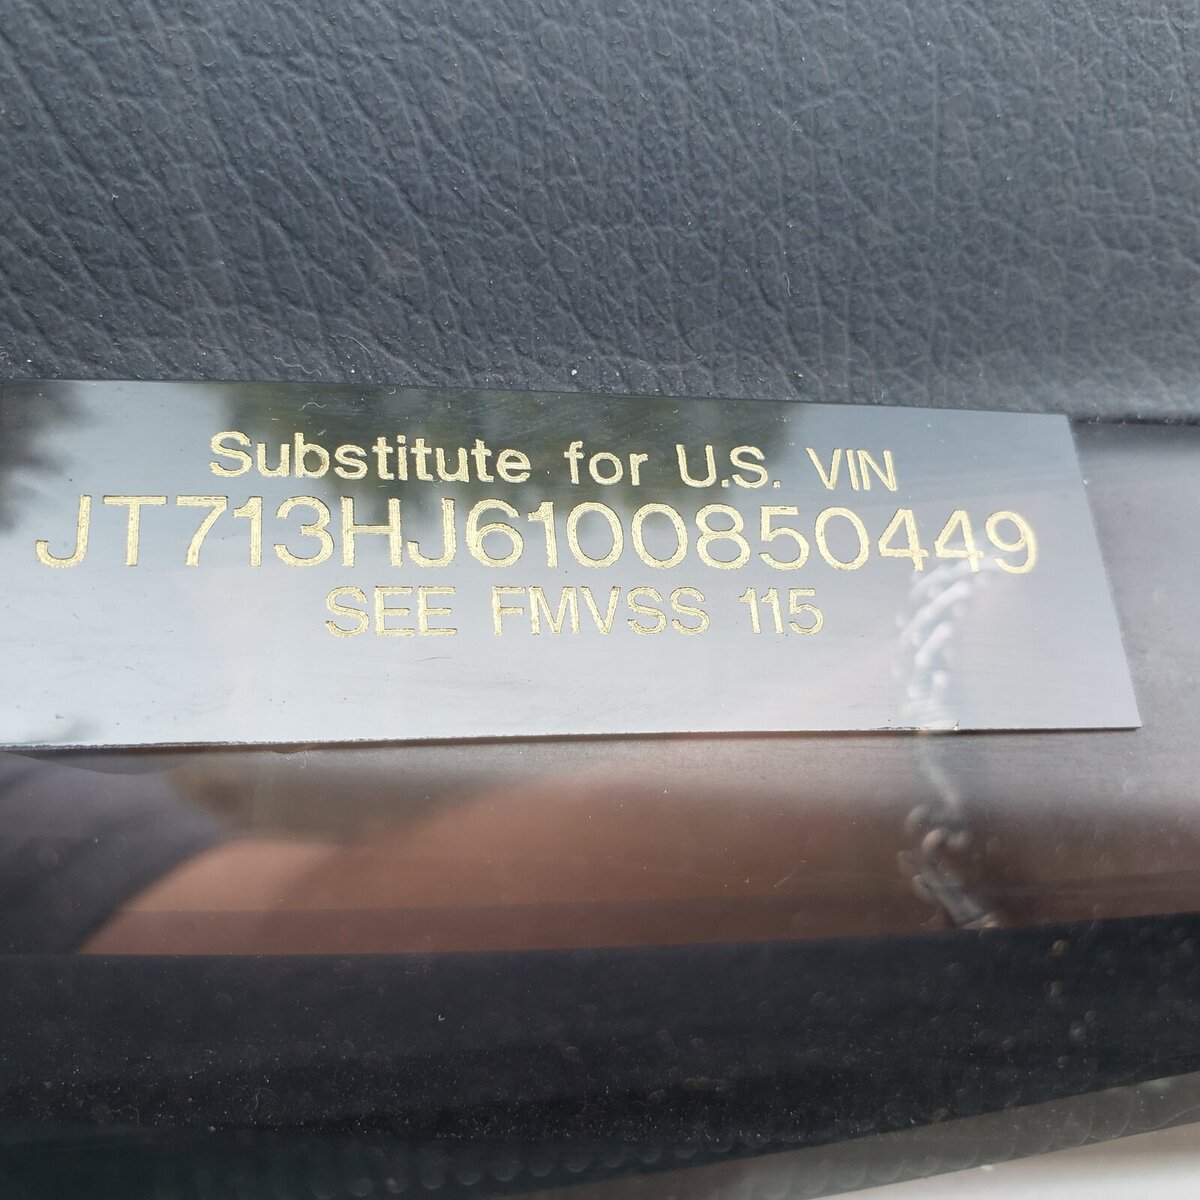 Substitute for U.S. VIN
JT713HJ6100850449
SEE FMVSS 115